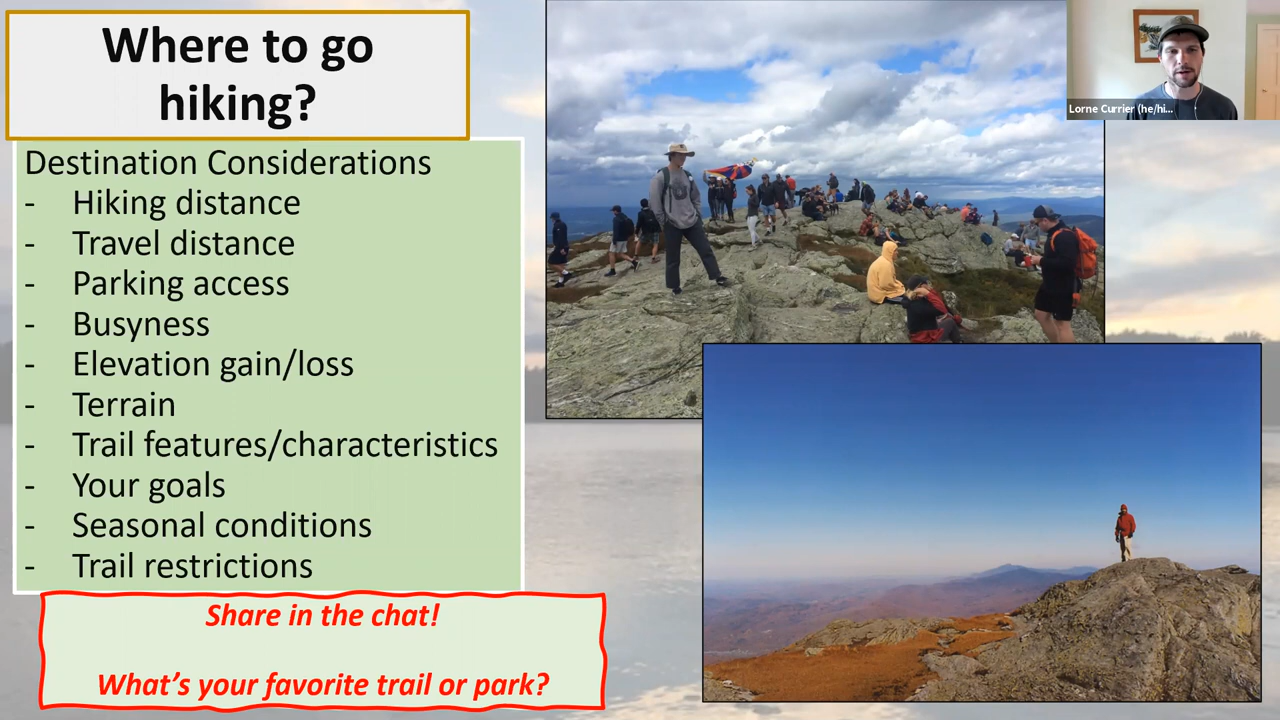 Where to go
hiking?
Destination Considerations
- Hiking distance
- Travel distance
- Parking access
- Busyness
- Elevation gain/loss
- Terrain
- Trail features/characteristics
- Your goals
- Seasonal conditions
- Trail restrictions
Share in the chat!
What's your favorite trail or park?
Lorne Currier (he/hi...